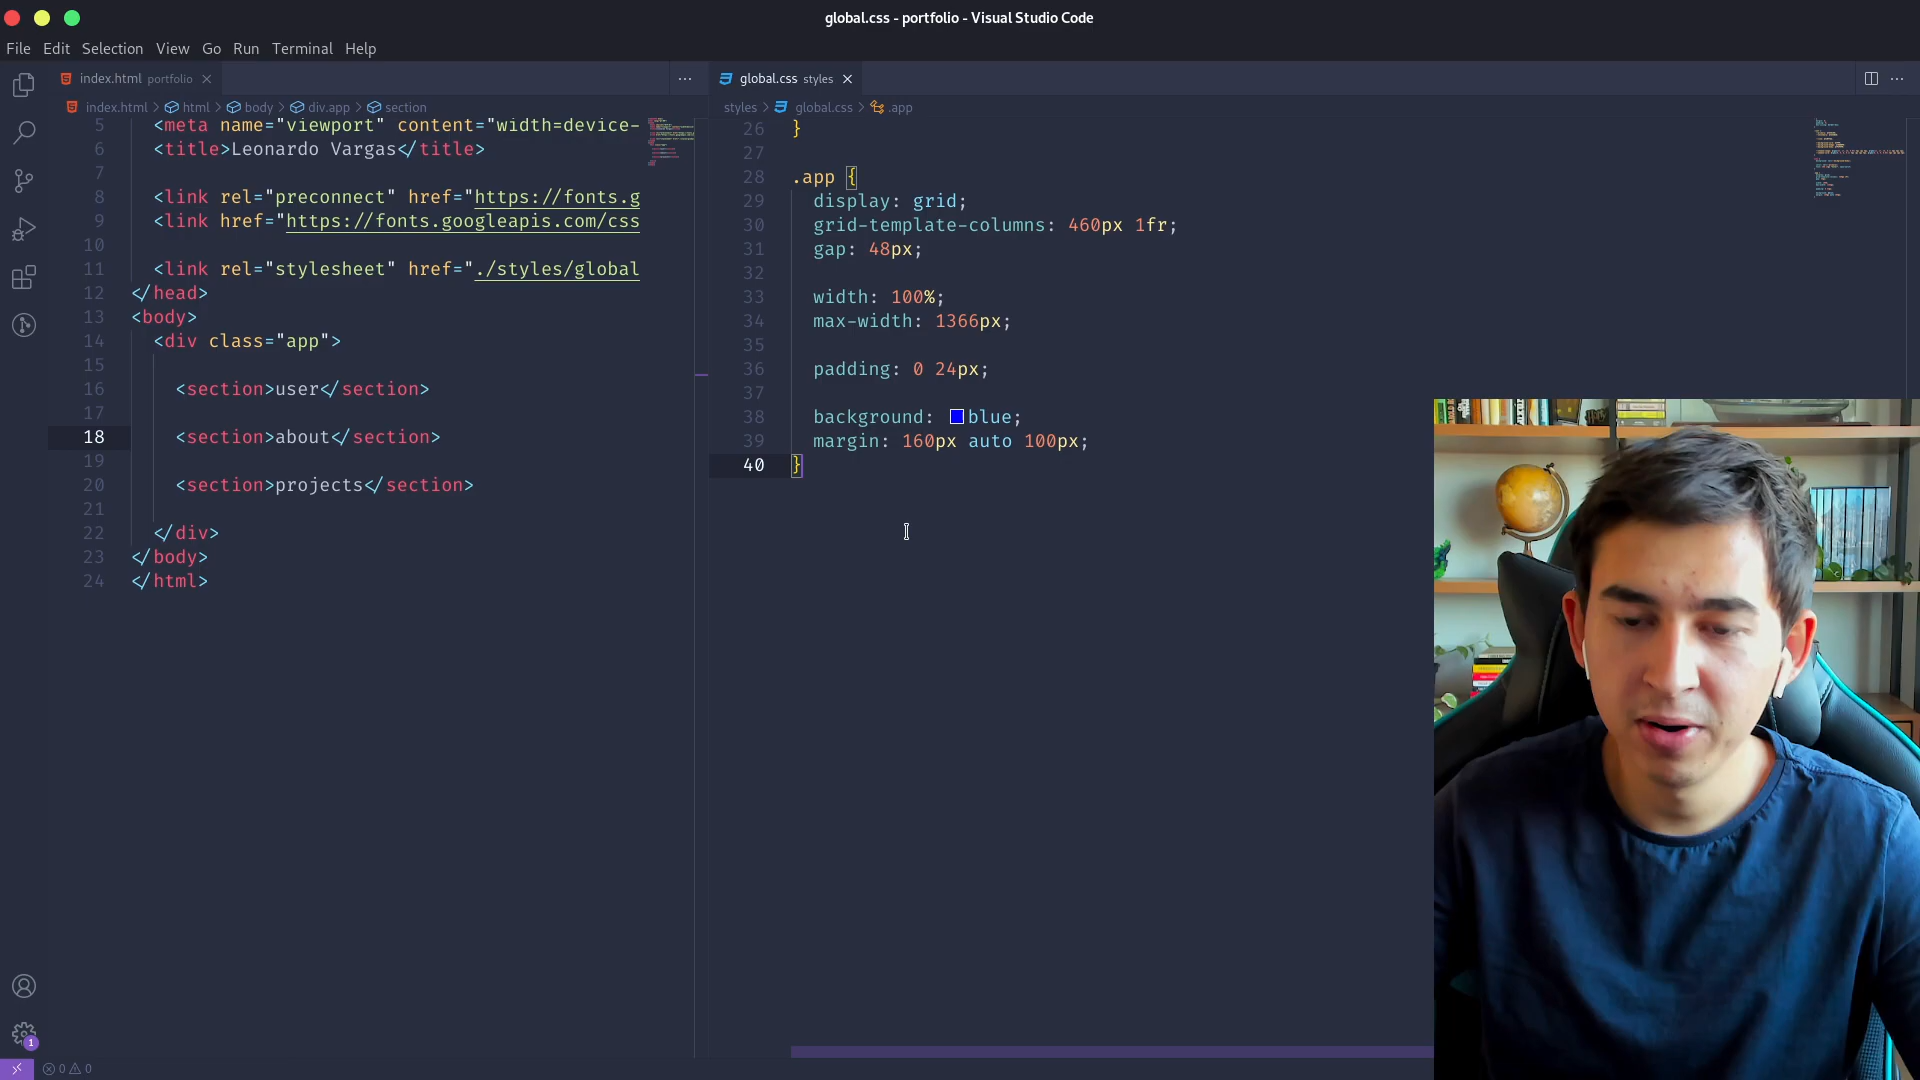 global.css - portfolio - Visual Studio Code
File Edit Selection View Go Run Terminal Help
index.html portfolio
index.html > html > body > div.app > section
5 <meta name="viewport" content="width=device-
6 <title>Leonardo Vargas</title>
7
8 <link rel="preconnect" href="https://fonts.g
9 <link href="https://fonts.googleapis.com/css
10
11 <link rel="stylesheet" href="./styles/global
12 </head>
13 <body>
14 <div class="app">
15
16 <section>user</section>
17
18 <section>about</section>
19
20 <section>projects</section>
21
22 </div>
23 </body>
24 </html>
global.css styles
styles > global.css > .app
26 }
27
28 .app {
29 display: grid;
30 grid-template-columns: 460px 1fr;
31 gap: 48px;
32
33 width: 100%;
34 max-width: 1366px;
35
36 padding: 0 24px;
37
38 background: blue;
39 margin: 160px auto 100px;
40 }
1
0 0